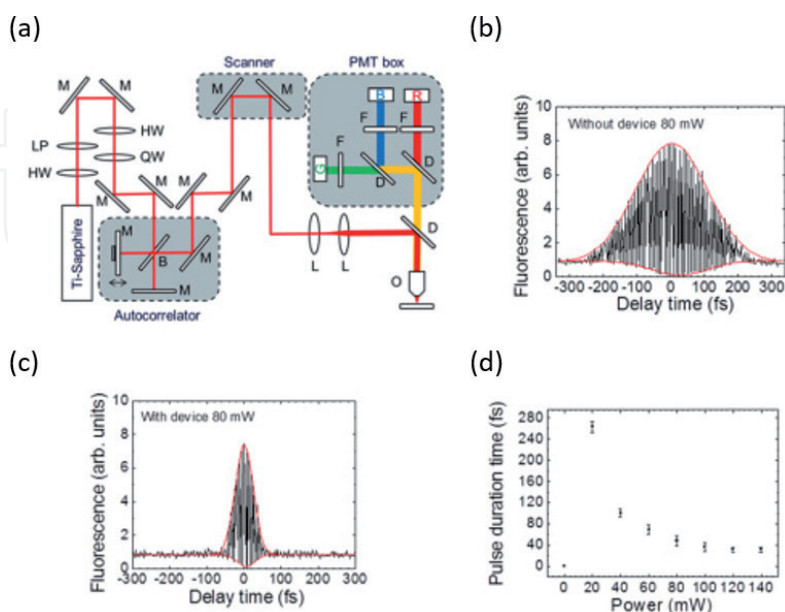 (a)
Scanner
M M
PMT box
B R
F F
F
G
D D
M M
LP
HW
HW
QW
M M M M
Ti-Sapphire
M
B
M
M
Autocorrelator
L L
D
O
(b)
Fluorescence (arb. units)
10
8
6
4
2
0
Without device 80 mW
-300 -200 -100 0 100 200 300
Delay time (fs)
(c)
Fluorescence (arb. units)
10
8
6
4
2
0
With device 80 mW
-300 -200 -100 0 100 200 300
Delay time (fs)
(d)
Pulse duration time (fs)
280
240
200
160
120
80
40
0
0 20 40 60 80 100 120 140
Power (mW)